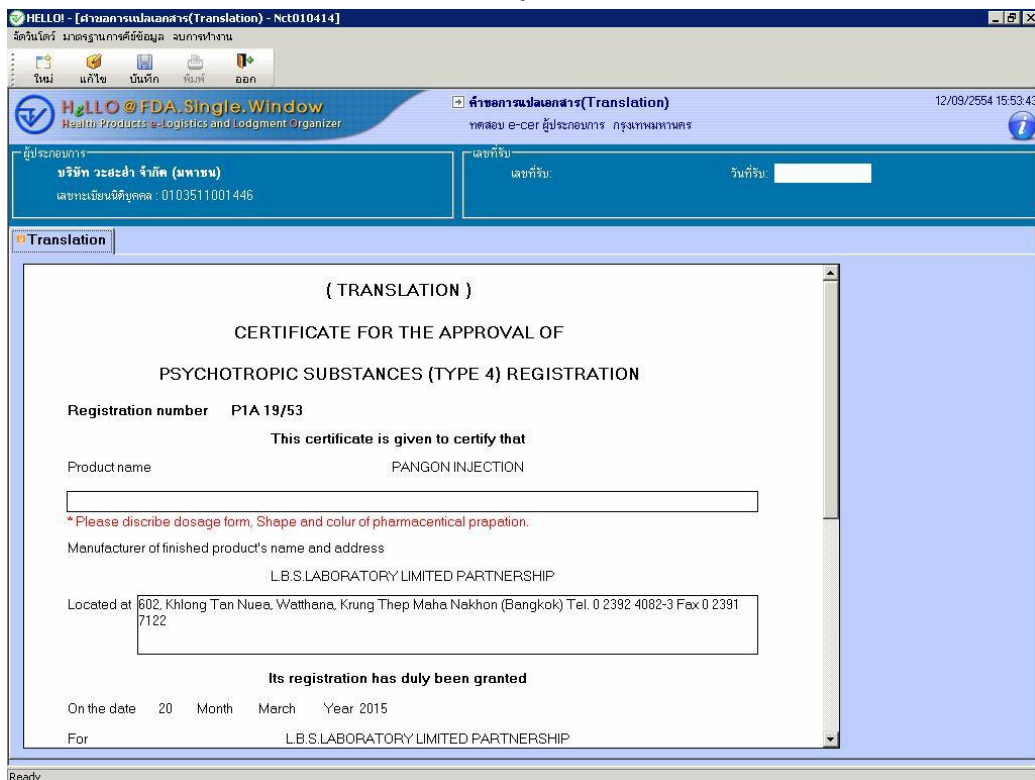 HELLO! - [คำขอการแปลเอกสาร(Translation) - Nct010414]
จัดวินโดว์ มาตรฐานการคีย์ข้อมูล จบการทำงาน
ใหม่ แก้ไข บันทึก พิมพ์ ออก
HeLLO @ FDA.Single.Window
Health Products e-Logistics and Lodgment Organizer
คำขอการแปลเอกสาร(Translation)
12/09/2554 15:53:43
ทดสอบ e-cer ผู้ประกอบการ กรุงเทพมหานคร
ผู้ประกอบการ
บริษัท วะฮะฮ่า จำกัด (มหาชน)
เลขทะเบียนนิติบุคคล : 0103511001446
เลขที่รับ
เลขที่รับ: วันที่รับ:
Translation
( TRANSLATION )
CERTIFICATE FOR THE APPROVAL OF
PSYCHOTROPIC SUBSTANCES (TYPE 4) REGISTRATION
Registration number P1A 19/53
This certificate is given to certify that
Product name PANGON INJECTION
* Please discribe dosage form, Shape and colur of pharmacentical prapation.
Manufacturer of finished product's name and address
L.B.S.LABORATORY LIMITED PARTNERSHIP
Located at 602, Khlong Tan Nuea, Watthana, Krung Thep Maha Nakhon (Bangkok) Tel. 0 2392 4082-3 Fax 0 2391
7122
Its registration has duly been granted
On the date 20 Month March Year 2015
For L.B.S.LABORATORY LIMITED PARTNERSHIP
Ready